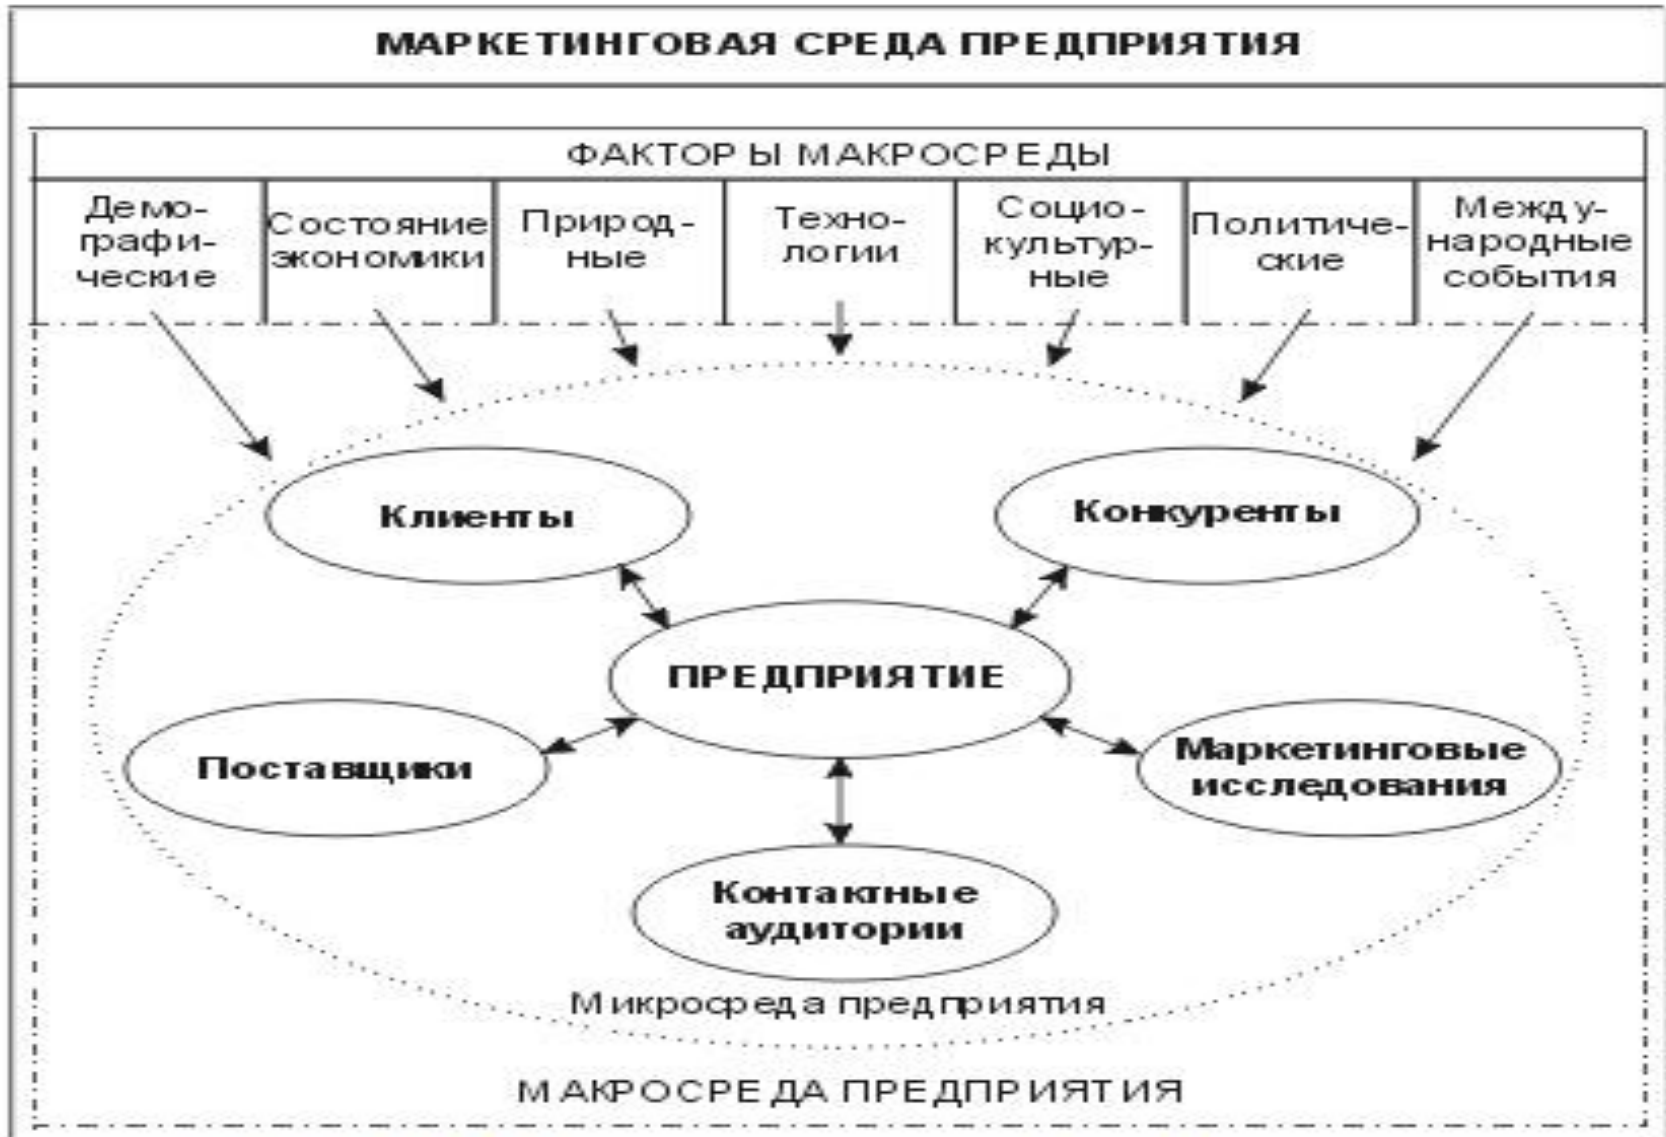 МАРКЕТИНГОВАЯ СРЕДА ПРЕДПРИЯТИЯ
ФАКТОРЫ МАКРОСРЕДЫ
Демо-
графи-
ческие
Состояние
экономики
Природ-
ные
Техно-
логии
Социо-
культур-
ные
Политиче-
ские
Между-
народные
события
Клиенты
Конкуренты
ПРЕДПРИЯТИЕ
Поставщики
Маркетинговые
исследования
Контактные
аудитории
Микросреда предприятия
МАКРОСРЕДА ПРЕДПРИЯТИЯ